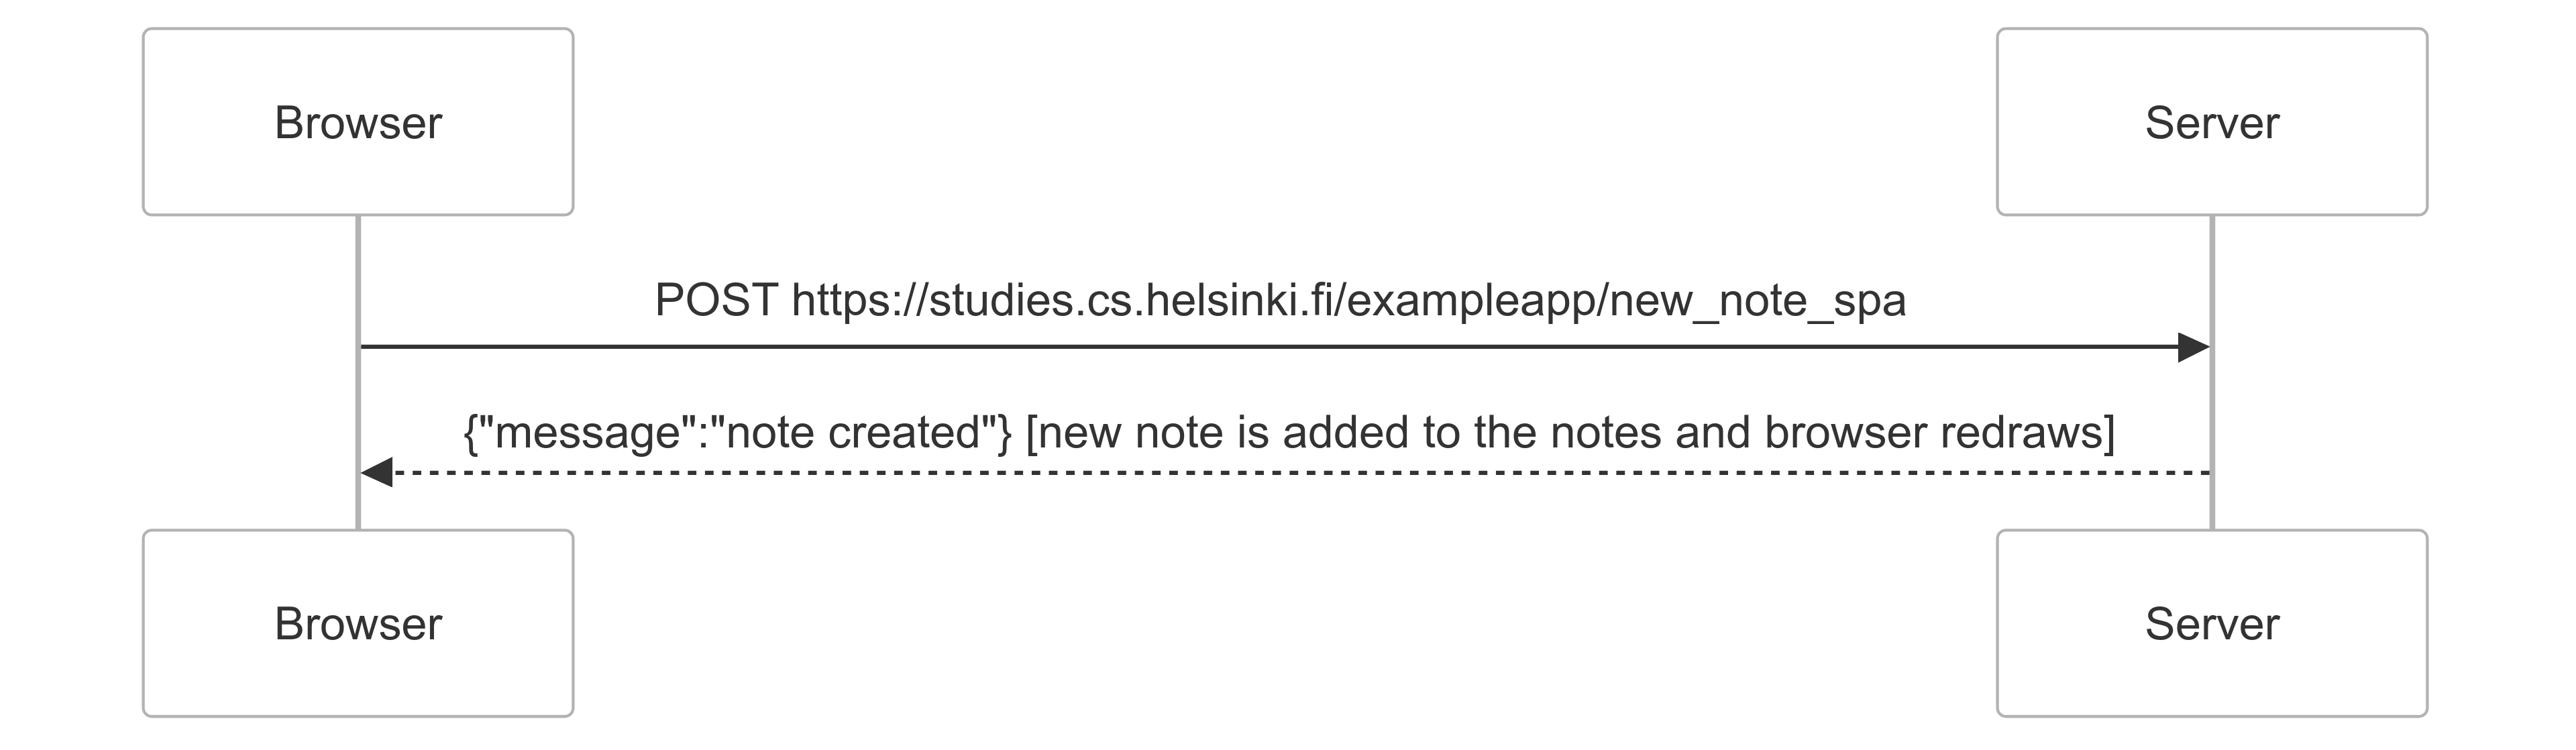 Browser
Server
POST https://studies.cs.helsinki.fi/exampleapp/new_note_spa
{"message":"note created"} [new note is added to the notes and browser redraws]
Browser
Server